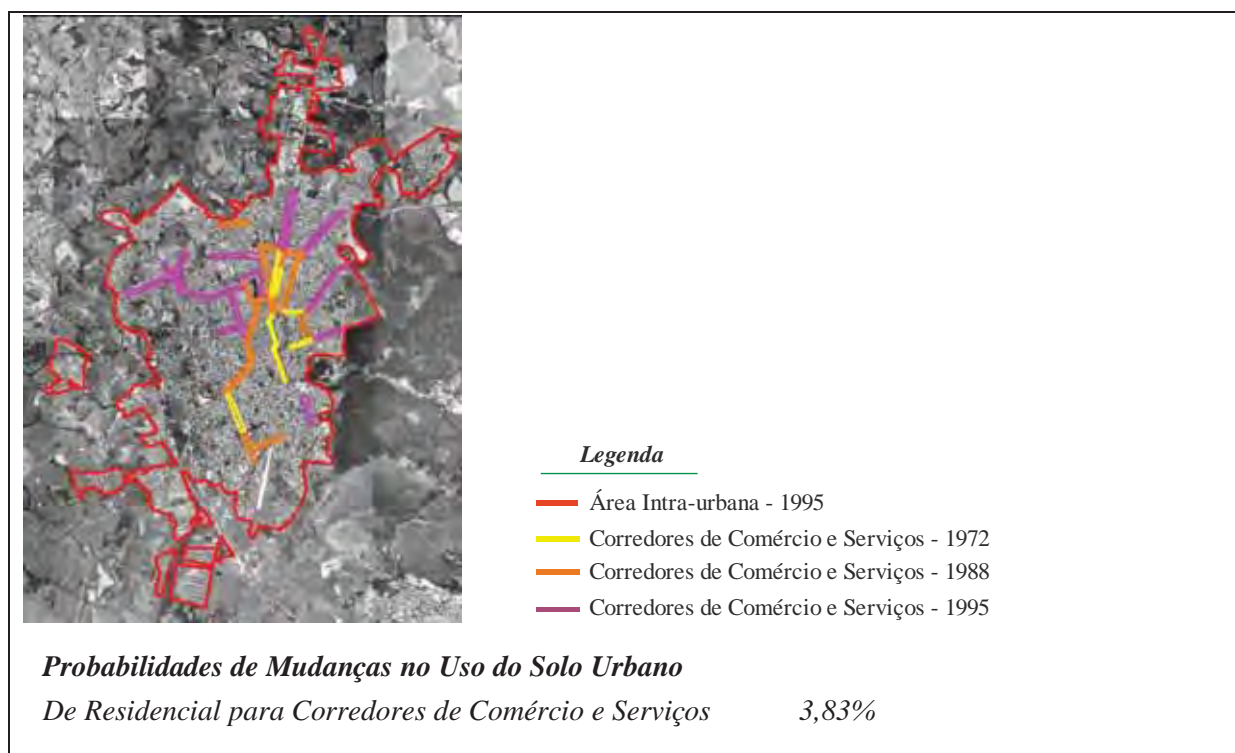 Legenda
Área Intra-urbana - 1995
Corredores de Comércio e Serviços - 1972
Corredores de Comércio e Serviços - 1988
Corredores de Comércio e Serviços - 1995
Probabilidades de Mudanças no Uso do Solo Urbano
De Residencial para Corredores de Comércio e Serviços 3,83%